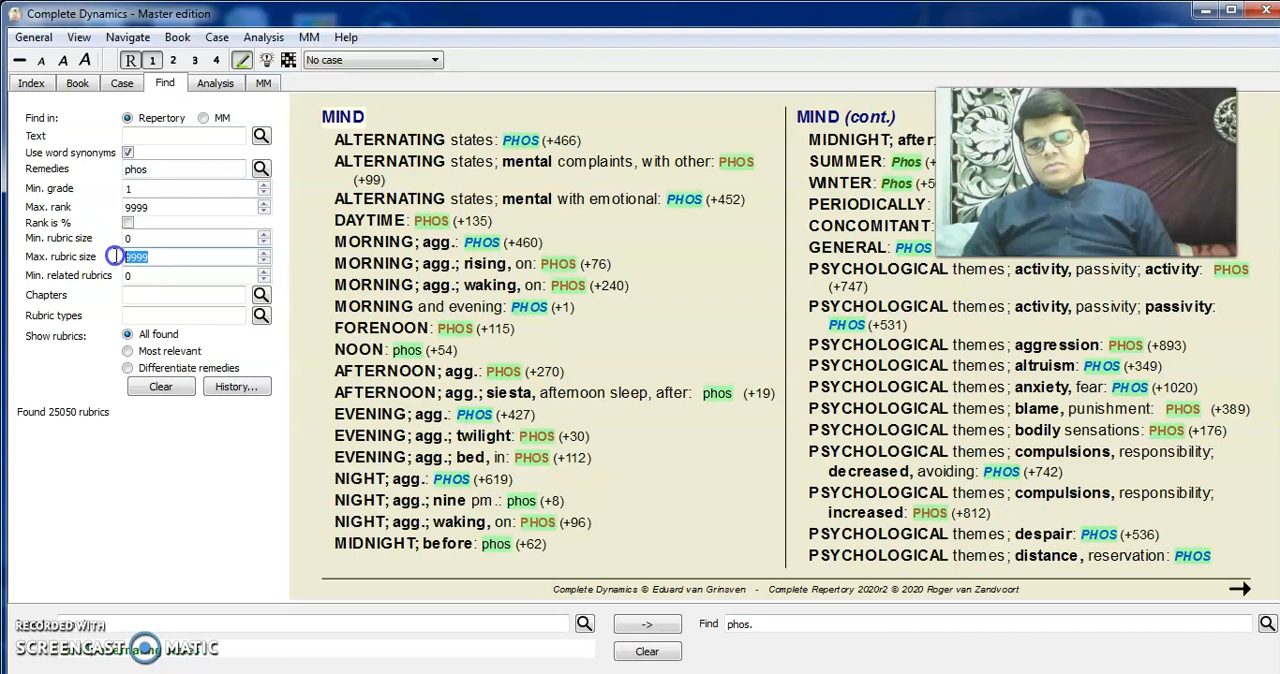 Complete Dynamics - Master edition
General View Navigate Book Case Analysis MM Help
A A A R 1 2 3 4 No case
Index Book Case Find Analysis MM
Find in: Repertory MM
Text
Use word synonyms
Remedies phos
Min. grade 1
Max. rank 9999
Rank is %
Min. rubric size 0
Max. rubric size 9999
Min. related rubrics 0
Chapters
Rubric types
Show rubrics: All found
Most relevant
Differentiate remedies
Clear History...
Found 25050 rubrics
MIND
ALTERNATING states: PHOS (+466)
ALTERNATING states; mental complaints, with other: PHOS
(+99)
ALTERNATING states; mental with emotional: PHOS (+452)
DAYTIME: PHOS (+135)
MORNING; agg.: PHOS (+460)
MORNING; agg.; rising, on: PHOS (+76)
MORNING; agg.; waking, on: PHOS (+240)
MORNING and evening: PHOS (+1)
FORENOON: PHOS (+115)
NOON: phos (+54)
AFTERNOON; agg.: PHOS (+270)
AFTERNOON; agg.; siesta, afternoon sleep, after: phos (+19)
EVENING; agg.: PHOS (+427)
EVENING; agg.; twilight: PHOS (+30)
EVENING; agg.; bed, in: PHOS (+112)
NIGHT; agg.: PHOS (+619)
NIGHT; agg.; nine pm.: phos (+8)
NIGHT; agg.; waking, on: PHOS (+96)
MIDNIGHT; before: phos (+62)
MIND (cont.)
MIDNIGHT; after:
SUMMER: Phos (+
WINTER: Phos (+5
PERIODICALLY:
CONCOMITANT:
GENERAL: PHOS (+
PSYCHOLOGICAL themes; activity, passivity; activity: PHOS
(+747)
PSYCHOLOGICAL themes; activity, passivity; passivity:
PHOS (+531)
PSYCHOLOGICAL themes; aggression: PHOS (+893)
PSYCHOLOGICAL themes; altruism: PHOS (+349)
PSYCHOLOGICAL themes; anxiety, fear: PHOS (+1020)
PSYCHOLOGICAL themes; blame, punishment: PHOS (+389)
PSYCHOLOGICAL themes; bodily sensations: PHOS (+176)
PSYCHOLOGICAL themes; compulsions, responsibility;
decreased, avoiding: PHOS (+742)
PSYCHOLOGICAL themes; compulsions, responsibility;
increased: PHOS (+812)
PSYCHOLOGICAL themes; despair: PHOS (+536)
PSYCHOLOGICAL themes; distance, reservation: PHOS
Complete Dynamics © Eduard van Grinsven - Complete Repertory 2020r2 © 2020 Roger van Zandvoort
-> Find phos.
Clear
RECORDED WITH
SCREENCAST MATIC